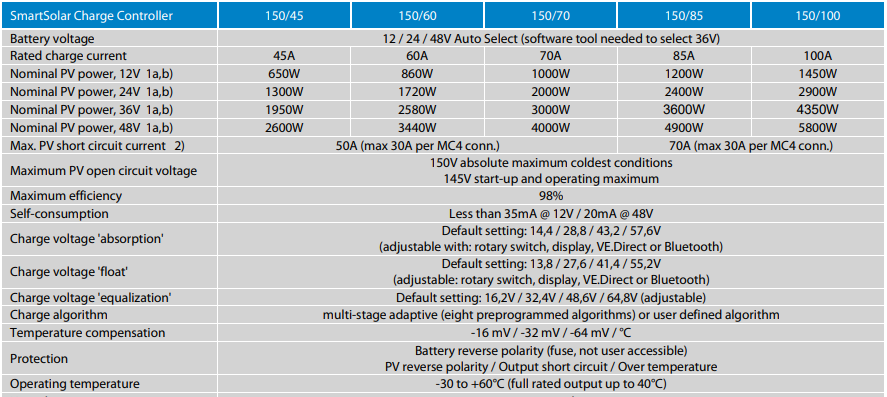 SmartSolar Charge Controller 150/45 150/60 150/70 150/85 150/100
Battery voltage 12 / 24 / 48V Auto Select (software tool needed to select 36V)
Rated charge current 45A 60A 70A 85A 100A
Nominal PV power, 12V 1a,b) 650W 860W 1000W 1200W 1450W
Nominal PV power, 24V 1a,b) 1300W 1720W 2000W 2400W 2900W
Nominal PV power, 36V 1a,b) 1950W 2580W 3000W 3600W 4350W
Nominal PV power, 48V 1a,b) 2600W 3440W 4000W 4900W 5800W
Max. PV short circuit current 2) 50A (max 30A per MC4 conn.) 70A (max 30A per MC4 conn.)
Maximum PV open circuit voltage 150V absolute maximum coldest conditions
145V start-up and operating maximum
Maximum efficiency 98%
Self-consumption Less than 35mA @ 12V / 20mA @ 48V
Charge voltage 'absorption' Default setting: 14,4 / 28,8 / 43,2 / 57,6V
(adjustable with: rotary switch, display, VE.Direct or Bluetooth)
Charge voltage 'float' Default setting: 13,8 / 27,6 / 41,4 / 55,2V
(adjustable: rotary switch, display, VE.Direct or Bluetooth)
Charge voltage 'equalization' Default setting: 16,2V / 32,4V / 48,6V / 64,8V (adjustable)
Charge algorithm multi-stage adaptive (eight preprogrammed algorithms) or user defined algorithm
Temperature compensation -16 mV / -32 mV / -64 mV / °C
Protection Battery reverse polarity (fuse, not user accessible)
PV reverse polarity / Output short circuit / Over temperature
Operating temperature -30 to +60°C (full rated output up to 40°C)